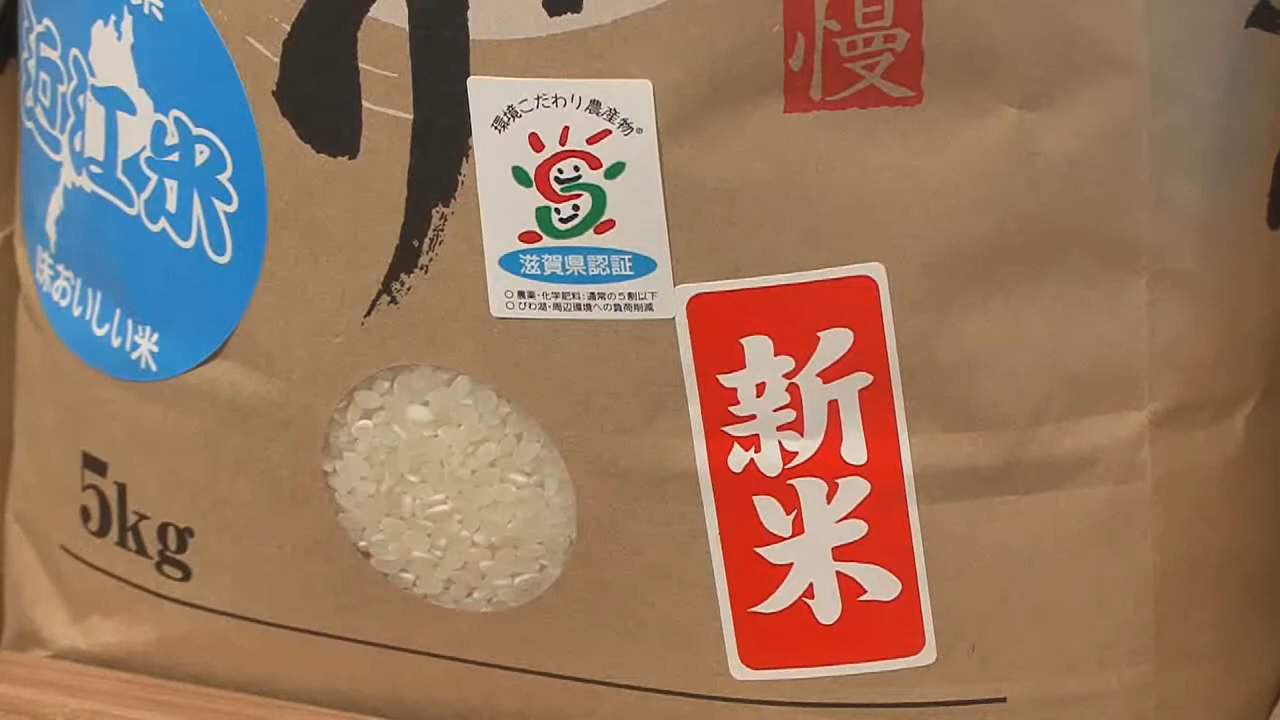 近江米
味おいしい米
慢
環境こだわり農産物®
滋賀県認証
○農薬・化学肥料:通常の5割以下
○びわ湖・周辺環境への負荷削減
新米
5kg